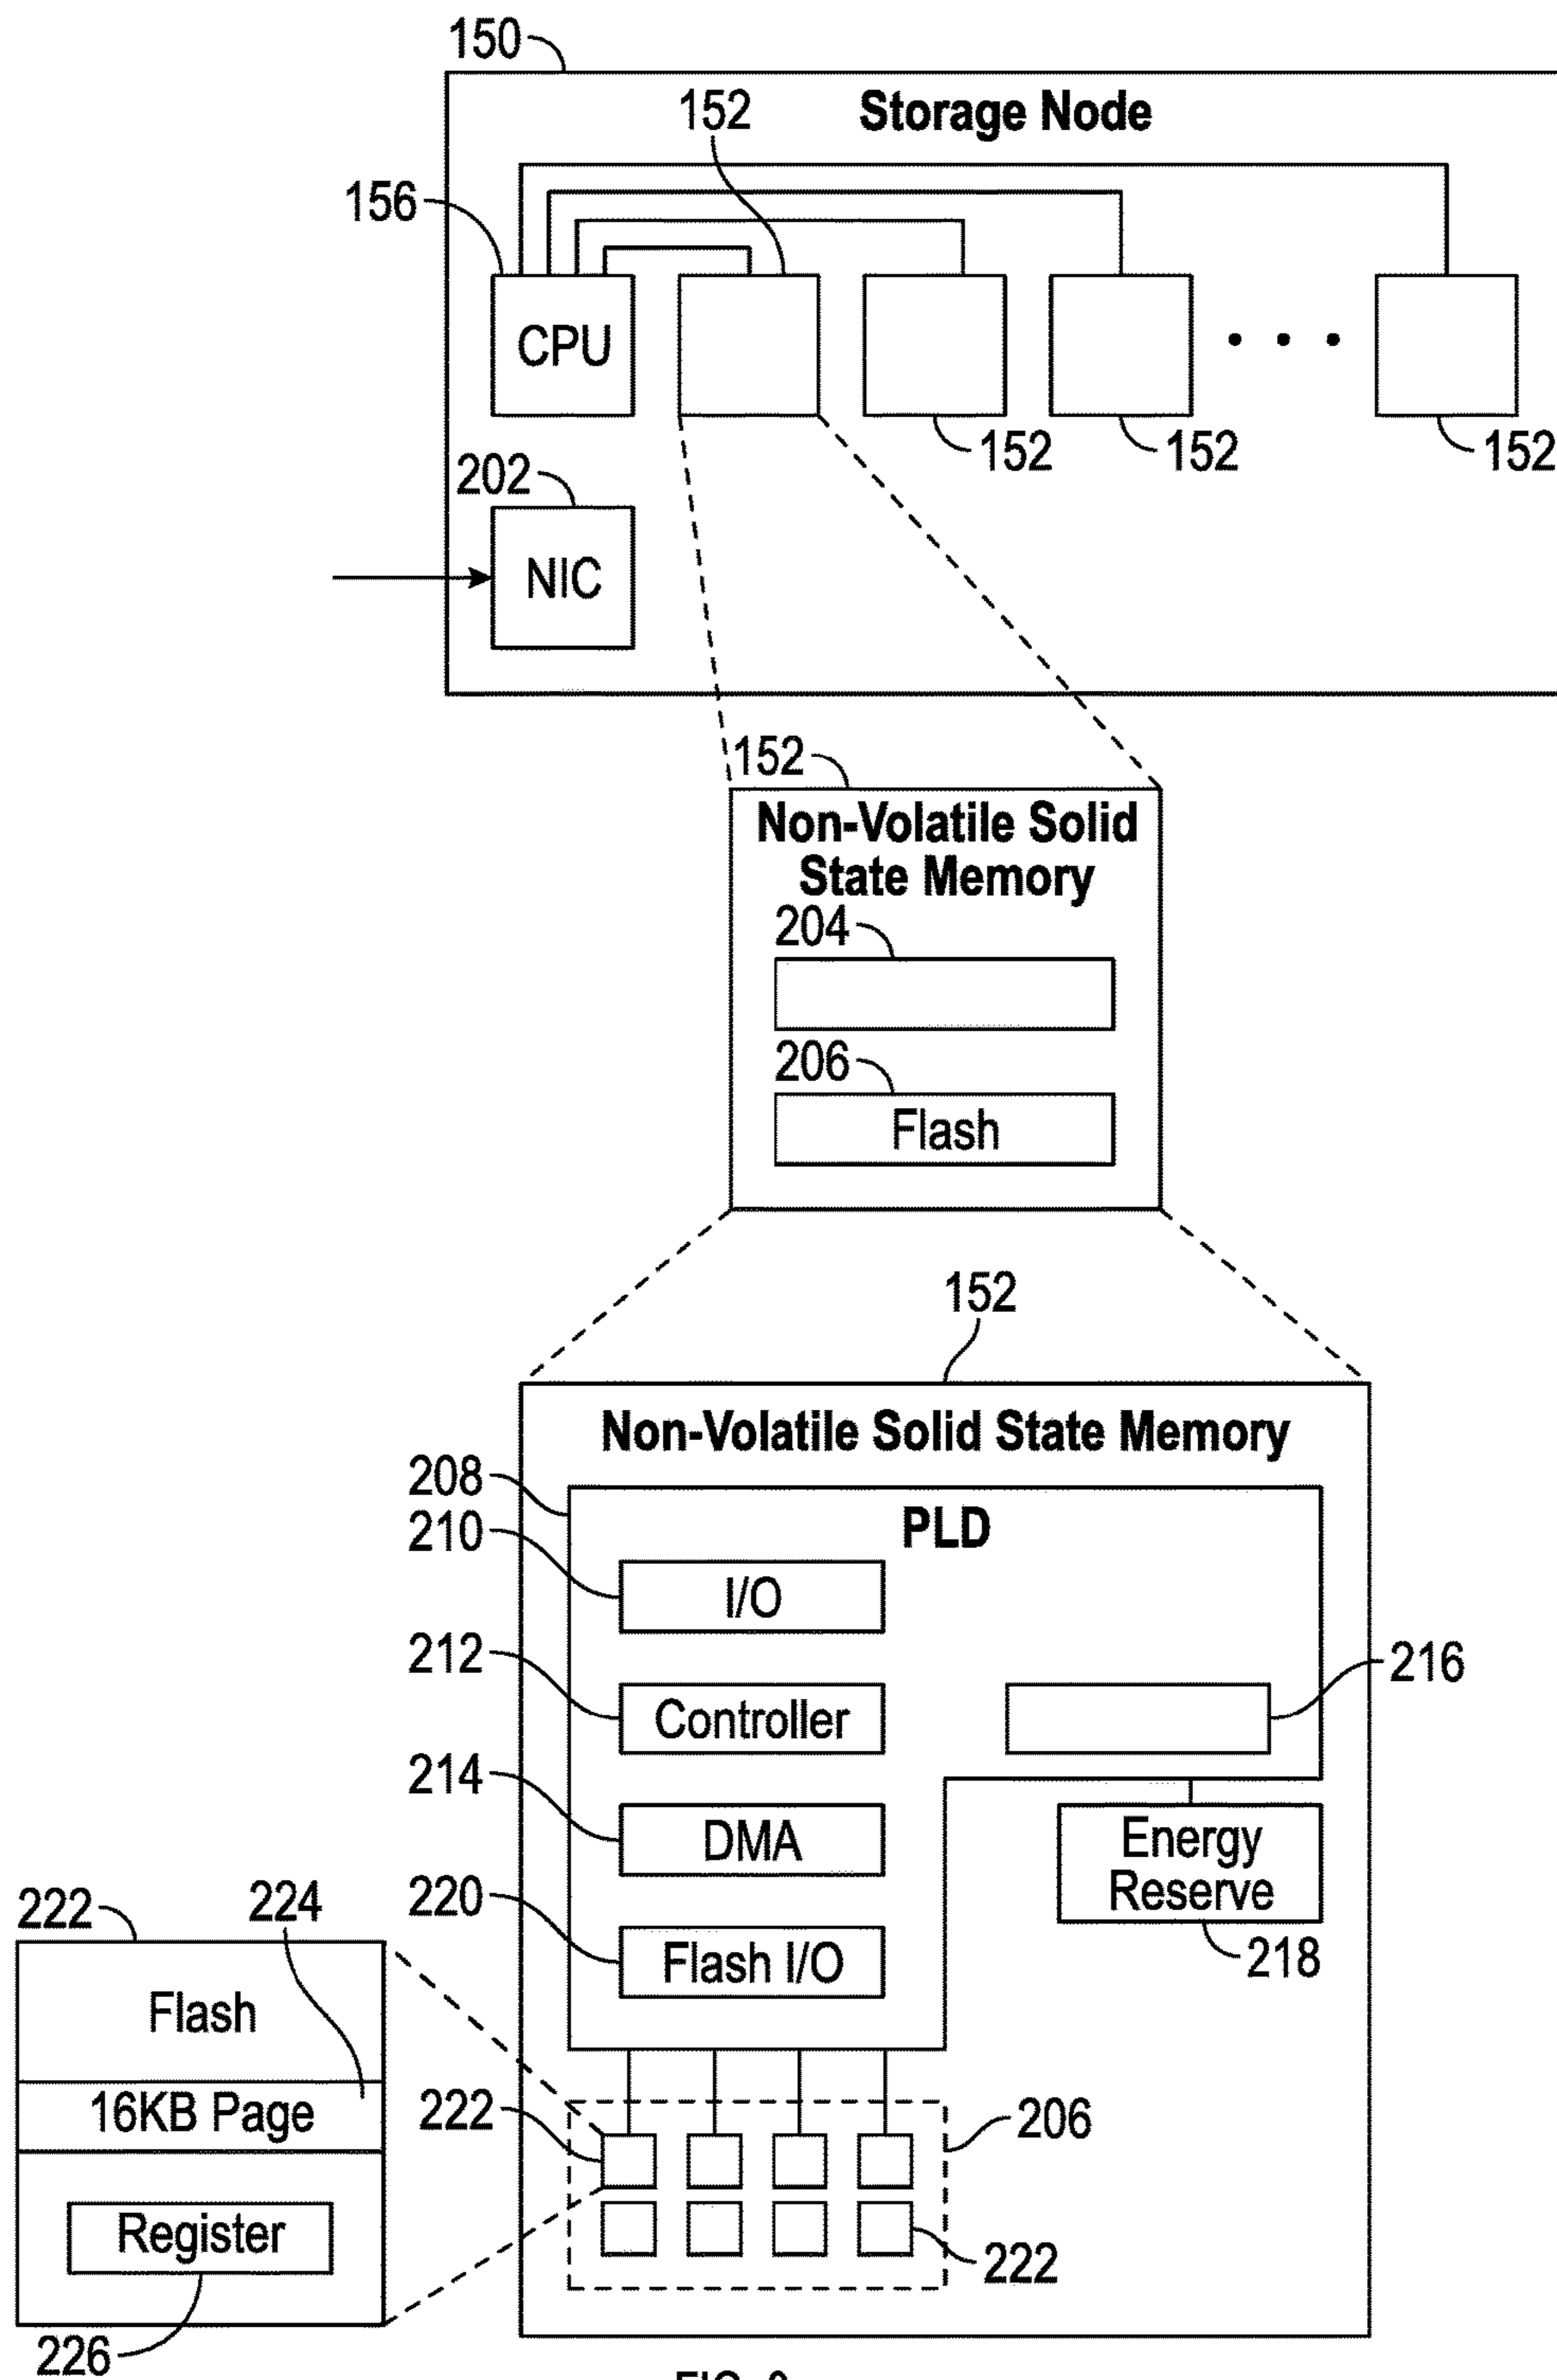 150
Storage Node
152
156
CPU
152
152
152
202
NIC
152
Non-Volatile Solid
State Memory
204
206
Flash
152
Non-Volatile Solid State Memory
208
PLD
210
I/O
212
Controller
216
214
DMA
Energy
Reserve
218
220
Flash I/O
222
224
Flash
16KB Page
Register
226
222
206
222